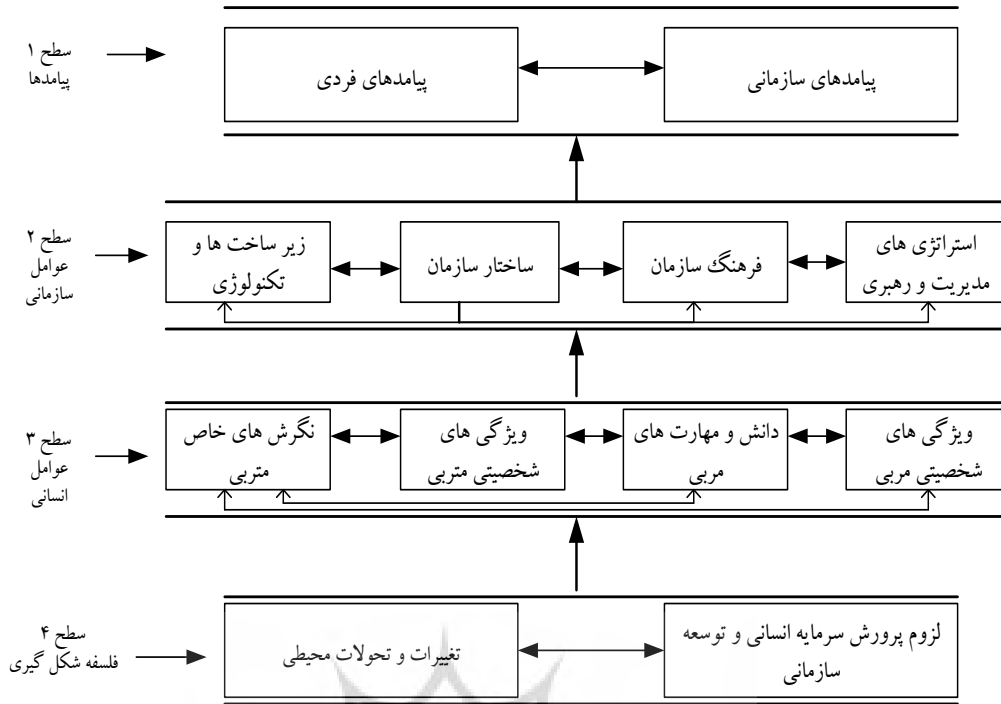 سطح ۱
پیامدها
پیامدهای سازمانی
پیامدهای فردی
سطح ۲
عوامل
سازمانی
استراتژی های
مدیریت و رهبری
فرهنگ سازمان
ساختار سازمان
زیر ساخت ها و
تکنولوژی
سطح ۳
عوامل
انسانی
ویژگی های
شخصیتی مربی
دانش و مهارت های
مربی
ویژگی های
شخصیتی متربی
نگرش های خاص
متربی
سطح ۴
فلسفه شکل گیری
لزوم پرورش سرمایه انسانی و توسعه
سازمانی
تغییرات و تحولات محیطی